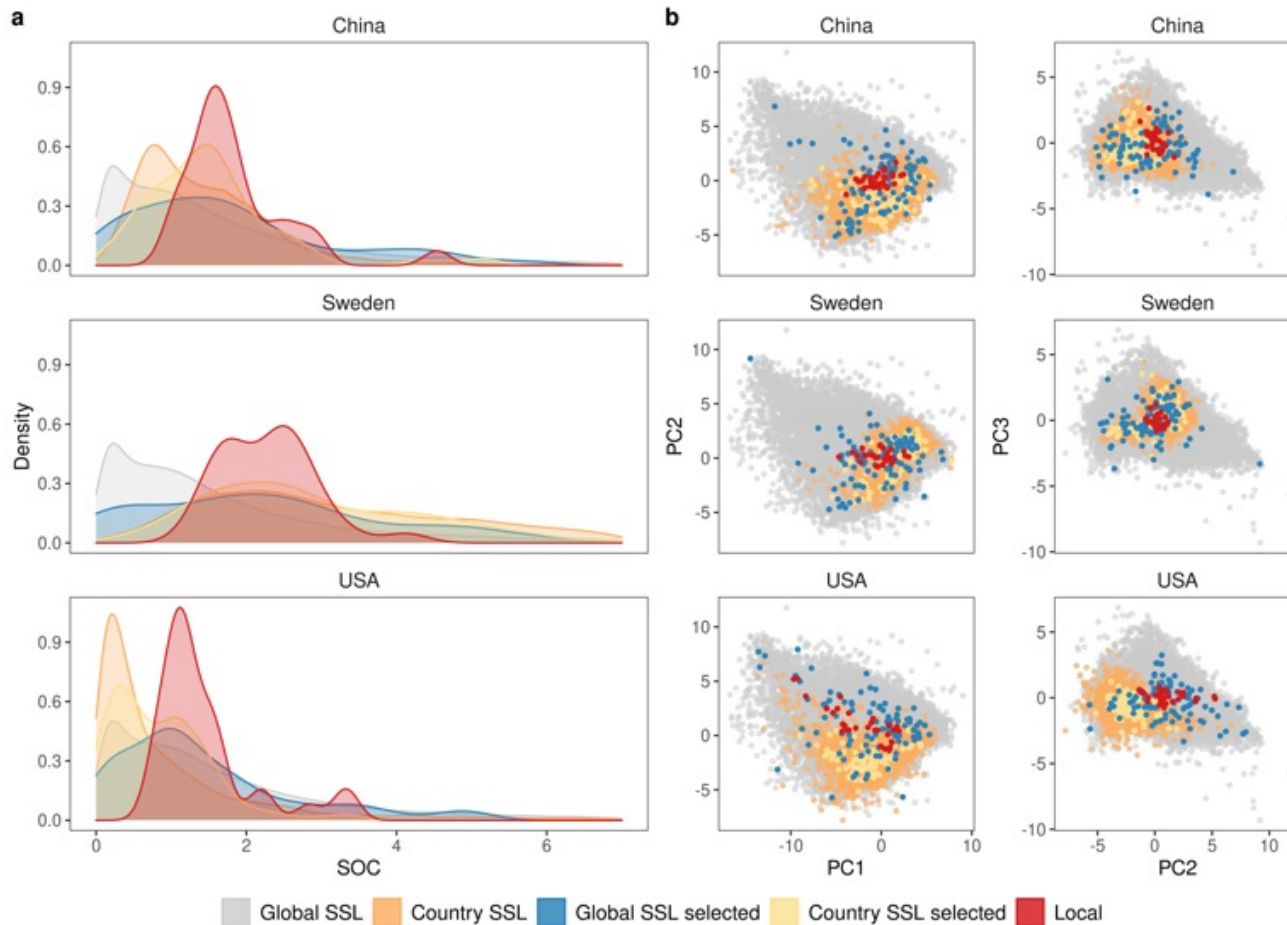 a
China
0.9
0.6
0.3
0.0
Sweden
0.9
0.6
0.3
0.0
USA
0.9
0.6
0.3
0.0
0 2 4 6
Density
SOC
b
China China
10
5
0
-5
5
0
-5
-10
Sweden Sweden
10
5
0
-5
5
0
-5
-10
USA USA
10
5
0
-5
5
0
-5
-10
PC2
PC3
-10 0 10
-5 0 5 10
PC1 PC2
Global SSL Country SSL Global SSL selected Country SSL selected Local